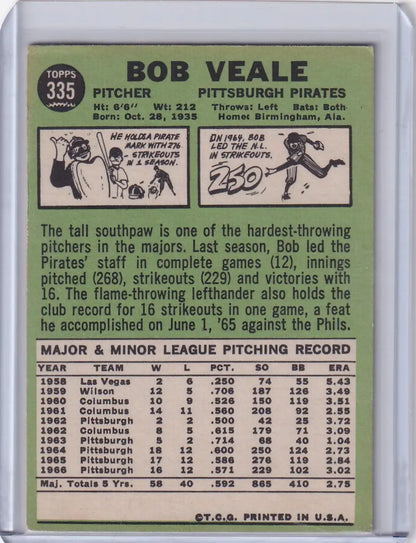 TOPPS
335
BOB VEALE
PITCHER PITTSBURGH PIRATES
Ht: 6'6" Wt: 212 Throws: Left Bats: Both
Born: Oct. 28, 1935 Home: Birmingham, Ala.
HE HOLDS A PIRATE
MARK WITH 276
STRIKEOUTS
IN 1 SEASON.
IN 1964, BOB
LED THE N.L.
IN STRIKEOUTS.
250
The tall southpaw is one of the hardest-throwing
pitchers in the majors. Last season, Bob led the
Pirates' staff in complete games (12), innings
pitched (268), strikeouts (229) and victories with
16. The flame-throwing lefthander also holds the
club record for 16 strikeouts in one game, a feat
he accomplished on June 1, '65 against the Phils.
MAJOR & MINOR LEAGUE PITCHING RECORD
YEAR TEAM W L PCT. SO BB ERA
1958 Las Vegas 2 6 .250 74 55 5.43
1959 Wilson 12 5 .706 187 126 3.49
1960 Columbus 10 9 .526 150 119 3.51
1961 Columbus 14 11 .560 208 92 2.55
1962 Pittsburgh 2 2 .500 42 25 3.72
1962 Columbus 8 5 .615 179 71 3.09
1963 Pittsburgh 5 2 .714 68 40 1.04
1964 Pittsburgh 18 12 .600 250 124 2.73
1965 Pittsburgh 17 12 .586 276 119 2.84
1966 Pittsburgh 16 12 .571 229 102 3.02
Maj. Totals 5 Yrs. 58 40 .592 865 410 2.75
©T.C.G. PRINTED IN U.S.A.